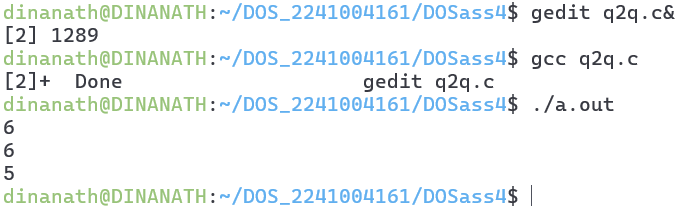 dinanath@DINANATH:~/DOS_2241004161/DOSass4$ gedit q2q.c&
[2] 1289
dinanath@DINANATH:~/DOS_2241004161/DOSass4$ gcc q2q.c
[2]+  Done                    gedit q2q.c
dinanath@DINANATH:~/DOS_2241004161/DOSass4$ ./a.out
6
6
5
dinanath@DINANATH:~/DOS_2241004161/DOSass4$